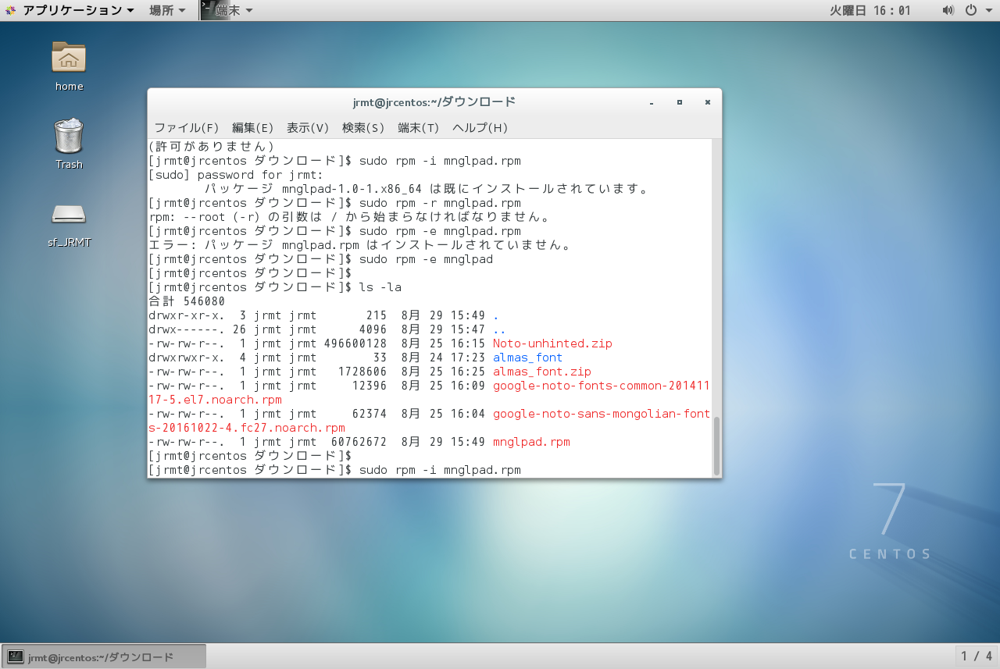 アプリケーション 場所 端末 火曜日 16:01
home
Trash
sf_JRMT
jrmt@jrcentos:~/ダウンロード
ファイル(F) 編集(E) 表示(V) 検索(S) 端末(T) ヘルプ(H)
(許可がありません)
[jrmt@jrcentos ダウンロード]$ sudo rpm -i mnglpad.rpm
[sudo] password for jrmt:
パッケージ mnglpad-1.0-1.x86_64 は既にインストールされています。
[jrmt@jrcentos ダウンロード]$ sudo rpm -r mnglpad.rpm
rpm: --root (-r) の引数は / から始まらなければなりません。
[jrmt@jrcentos ダウンロード]$ sudo rpm -e mnglpad.rpm
エラー: パッケージ mnglpad.rpm はインストールされていません。
[jrmt@jrcentos ダウンロード]$ sudo rpm -e mnglpad
[jrmt@jrcentos ダウンロード]$
[jrmt@jrcentos ダウンロード]$ ls -la
合計 546080
drwxr-xr-x.  3 jrmt jrmt       215  8月 29 15:49 .
drwx------. 26 jrmt jrmt      4096  8月 29 15:47 ..
-rw-rw-r--.  1 jrmt jrmt 496600128  8月 25 16:15 Noto-unhinted.zip
drwxrwxr-x.  4 jrmt jrmt        33  8月 24 17:23 almas_font
-rw-rw-r--.  1 jrmt jrmt   1728606  8月 25 16:25 almas_font.zip
-rw-rw-r--.  1 jrmt jrmt     12396  8月 25 16:09 google-noto-fonts-common-201411
17-5.el7.noarch.rpm
-rw-rw-r--.  1 jrmt jrmt     62374  8月 25 16:04 google-noto-sans-mongolian-font
s-20161022-4.fc27.noarch.rpm
-rw-rw-r--.  1 jrmt jrmt  60762672  8月 29 15:49 mnglpad.rpm
[jrmt@jrcentos ダウンロード]$
[jrmt@jrcentos ダウンロード]$ sudo rpm -i mnglpad.rpm
7
CENTOS
jrmt@jrcentos:~/ダウンロード
1 / 4